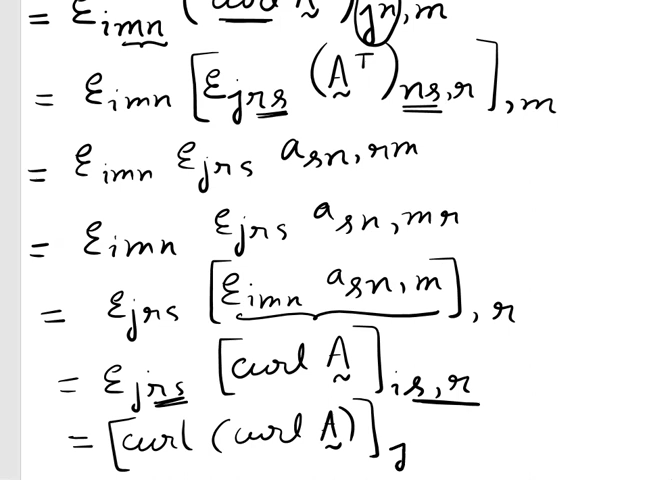 = ε_imn (curl A̰)_jn,m
= ε_imn [ε_jrs (A̰^T)_ns,r],m
= ε_imn ε_jrs a_sn,rm
= ε_imn ε_jrs a_sn,mr
= ε_jrs [ε_imn a_sn,m],r
= ε_jrs [curl A̰]_is,r
= [curl (curl A̰)]_j